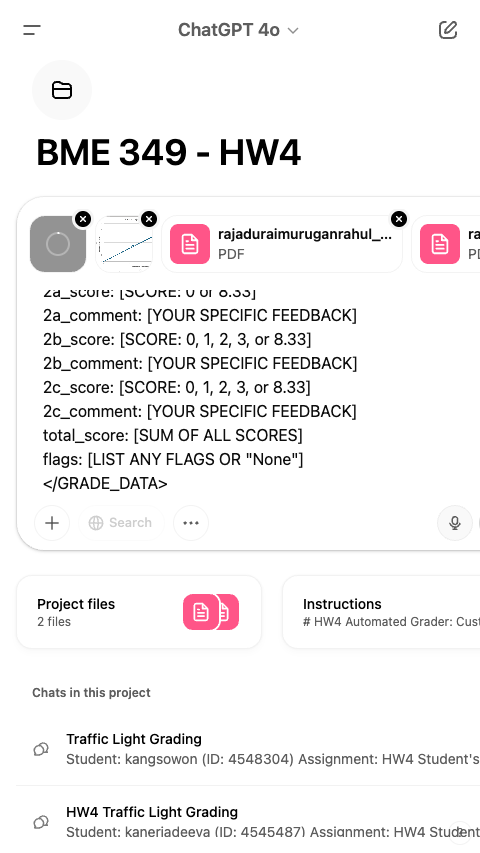 ChatGPT 4o
BME 349 - HW4
rajaduraimuruganrahul_...
PDF
ra
2a_score: [SCORE: 0 or 8.33]
2a_comment: [YOUR SPECIFIC FEEDBACK]
2b_score: [SCORE: 0, 1, 2, 3, or 8.33]
2b_comment: [YOUR SPECIFIC FEEDBACK]
2c_score: [SCORE: 0, 1, 2, 3, or 8.33]
2c_comment: [YOUR SPECIFIC FEEDBACK]
total_score: [SUM OF ALL SCORES]
flags: [LIST ANY FLAGS OR "None"]
</GRADE_DATA>
Search
Project files
2 files
Instructions
# HW4 Automated Grader: Cust
Chats in this project
Traffic Light Grading
Student: kangsowon (ID: 4548304) Assignment: HW4 Student's
HW4 Traffic Light Grading
Student: kaneriadeeva (ID: 4545487) Assignment: HW4 Student